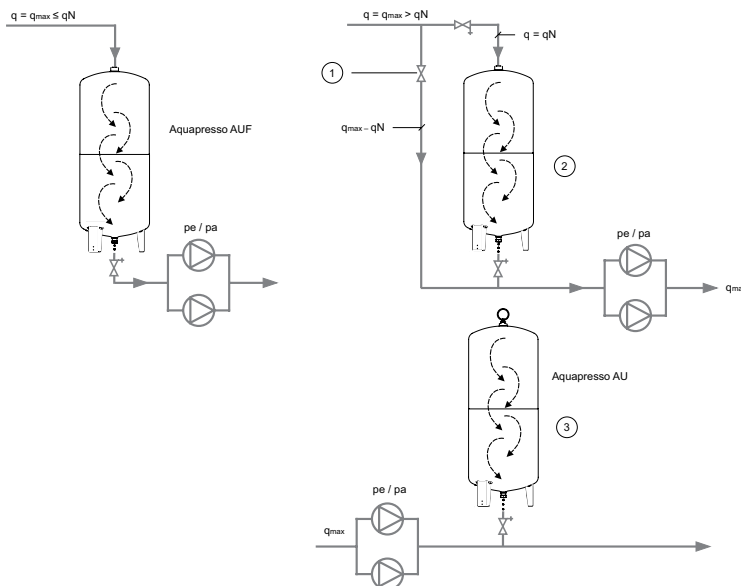 q = qmax ≤ qN
q = qmax > qN
q = qN
1
qmax – qN
Aquapresso AUF
2
pe / pa
pe / pa
qma
Aquapresso AU
3
pe / pa
qmax